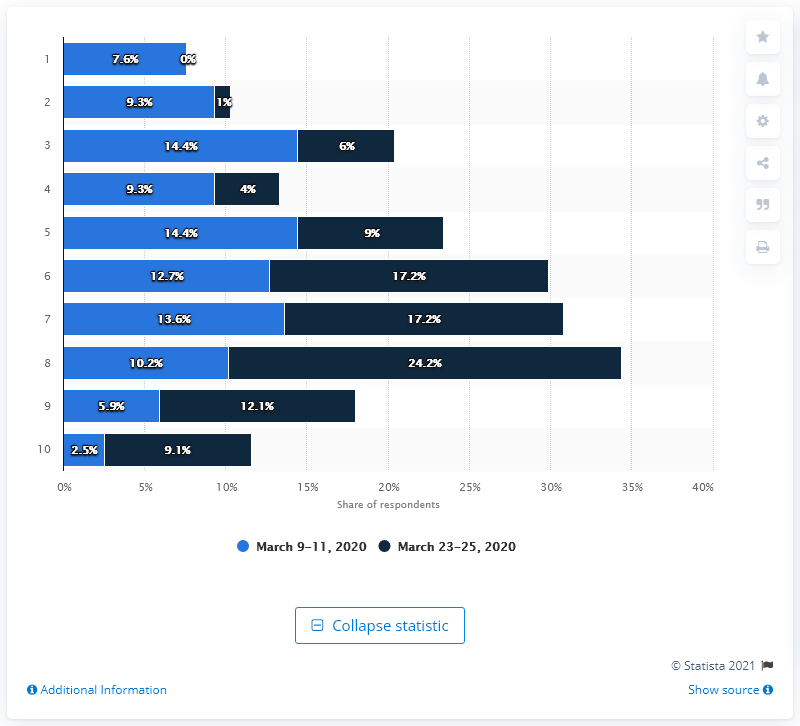 1 7.6% 0%
2 9.3% 1%
3 14.4% 6%
4 9.3% 4%
5 14.4% 9%
6 12.7% 17.2%
7 13.6% 17.2%
8 10.2% 24.2%
9 5.9% 12.1%
10 2.5% 9.1%
0% 5% 10% 15% 20% 25% 30% 35% 40%
Share of respondents
March 9–11, 2020 March 23–25, 2020
Collapse statistic
© Statista 2021
Additional Information Show source